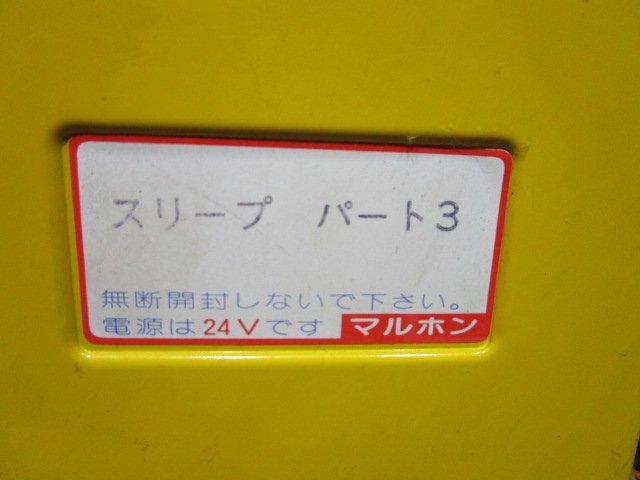 スリープ　パート3
無断開封しないで下さい。
電源は24Vです マルホン